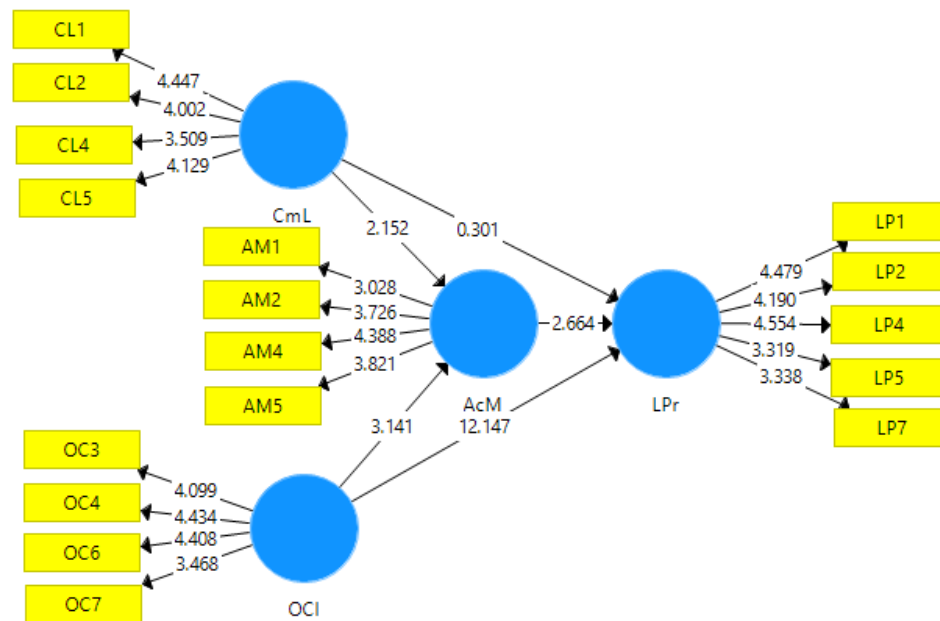 CL1
4.447
CL2
4.002
CL4
3.509
4.129
CL5
CmL
2.152
0.301
LP1
AM1
4.479
LP2
3.028
4.190
AM2
3.726
2.664
4.554
LP4
4.388
3.319
AM4
3.821
3.338
LP5
AM5
AcM
LPr
3.141
12.147
LP7
OC3
4.099
OC4
4.434
4.408
OC6
3.468
OC7
OCI